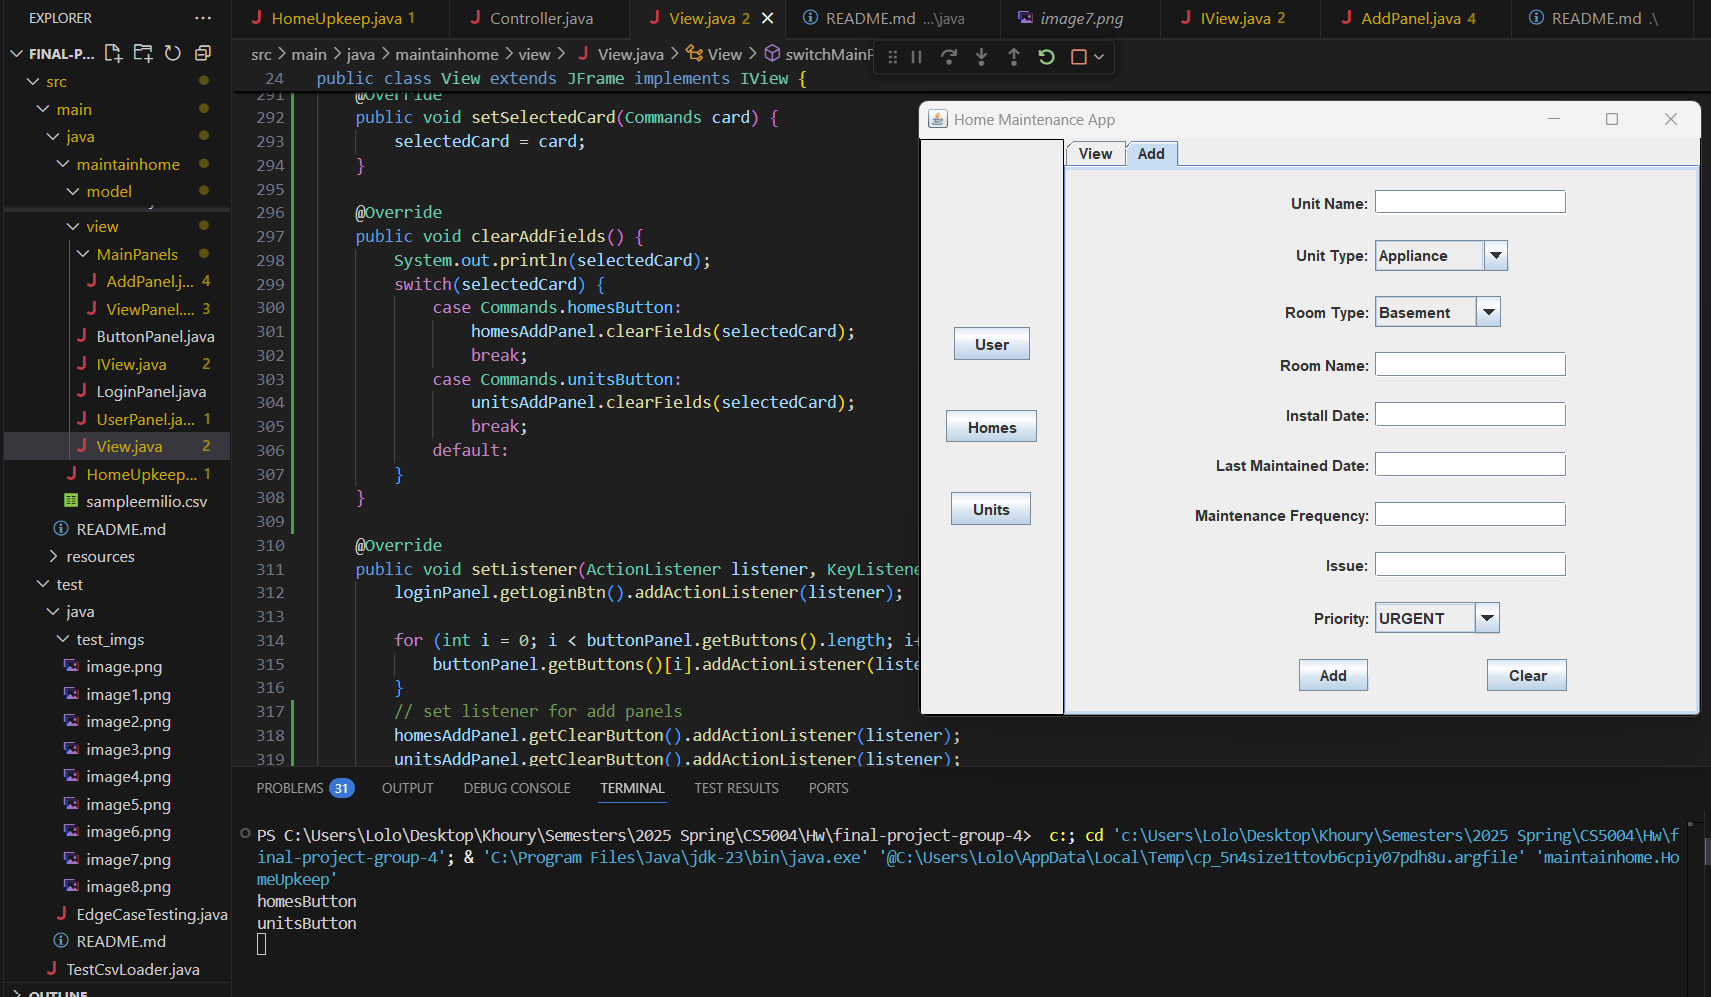 EXPLORER ...
HomeUpkeep.java 1
Controller.java
View.java 2
README.md ...\java
image7.png
IView.java 2
AddPanel.java 4
README.md .\
FINAL-P...
src > main > java > maintainhome > view > View.java > View > switchMainP
24 public class View extends JFrame implements IView {
src
main
java
maintainhome
model
view
MainPanels
AddPanel.j... 4
ViewPanel.... 3
ButtonPanel.java
IView.java 2
LoginPanel.java
UserPanel.ja... 1
View.java 2
HomeUpkeep... 1
sampleemilio.csv
README.md
resources
test
java
test_imgs
image.png
image1.png
image2.png
image3.png
image4.png
image5.png
image6.png
image7.png
image8.png
EdgeCaseTesting.java
README.md
TestCsvLoader.java
OUTLINE
291 @Override
292 public void setSelectedCard(Commands card) {
293 selectedCard = card;
294 }
295
296 @Override
297 public void clearAddFields() {
298 System.out.println(selectedCard);
299 switch(selectedCard) {
300 case Commands.homesButton:
301 homesAddPanel.clearFields(selectedCard);
302 break;
303 case Commands.unitsButton:
304 unitsAddPanel.clearFields(selectedCard);
305 break;
306 default:
307 }
308 }
309
310 @Override
311 public void setListener(ActionListener listener, KeyListene
312 loginPanel.getLoginBtn().addActionListener(listener);
313
314 for (int i = 0; i < buttonPanel.getButtons().length; i+
315 buttonPanel.getButtons()[i].addActionListener(liste
316 }
317 // set listener for add panels
318 homesAddPanel.getClearButton().addActionListener(listener);
319 unitsAddPanel.getClearButton().addActionListener(listener);
Home Maintenance App
View
Add
User
Homes
Units
Unit Name:
Unit Type: Appliance
Room Type: Basement
Room Name:
Install Date:
Last Maintained Date:
Maintenance Frequency:
Issue:
Priority: URGENT
Add
Clear
PROBLEMS 31
OUTPUT
DEBUG CONSOLE
TERMINAL
TEST RESULTS
PORTS
PS C:\Users\Lolo\Desktop\Khoury\Semesters\2025 Spring\CS5004\Hw\final-project-group-4> c:; cd 'c:\Users\Lolo\Desktop\Khoury\Semesters\2025 Spring\CS5004\Hw\f
inal-project-group-4'; & 'C:\Program Files\Java\jdk-23\bin\java.exe' '@C:\Users\Lolo\AppData\Local\Temp\cp_5n4size1ttovb6cpiy07pdh8u.argfile' 'maintainhome.Ho
meUpkeep'
homesButton
unitsButton